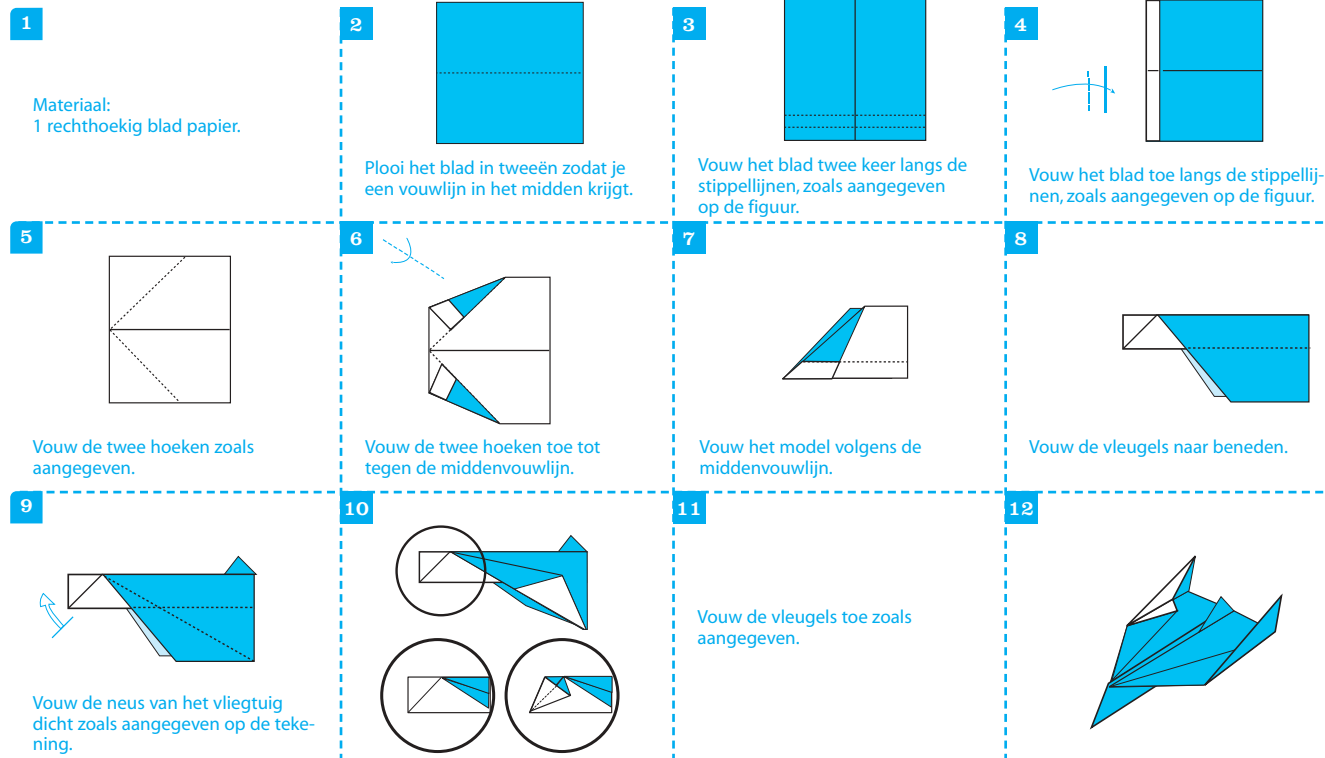 1
Materiaal:
1 rechthoekig blad papier.
2
Plooi het blad in tweeën zodat je
een vouwlijn in het midden krijgt.
3
Vouw het blad twee keer langs de
stippellijnen, zoals aangegeven
op de figuur.
4
Vouw het blad toe langs de stippellij-
nen, zoals aangegeven op de figuur.
5
Vouw de twee hoeken zoals
aangegeven.
6
Vouw de twee hoeken toe tot
tegen de middenvouwlijn.
7
Vouw het model volgens de
middenvouwlijn.
8
Vouw de vleugels naar beneden.
9
Vouw de neus van het vliegtuig
dicht zoals aangegeven op de teke-
ning.
10
11
Vouw de vleugels toe zoals
aangegeven.
12